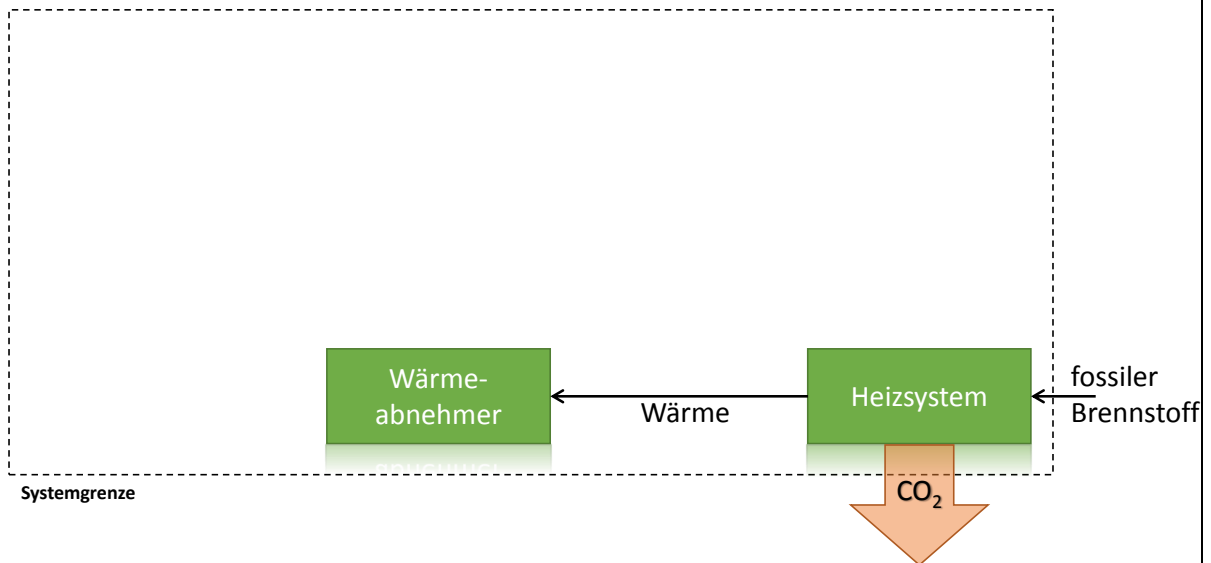 Wärme-
abnehmer
Wärme
Heizsystem
fossiler
Brennstoff
Systemgrenze
CO₂